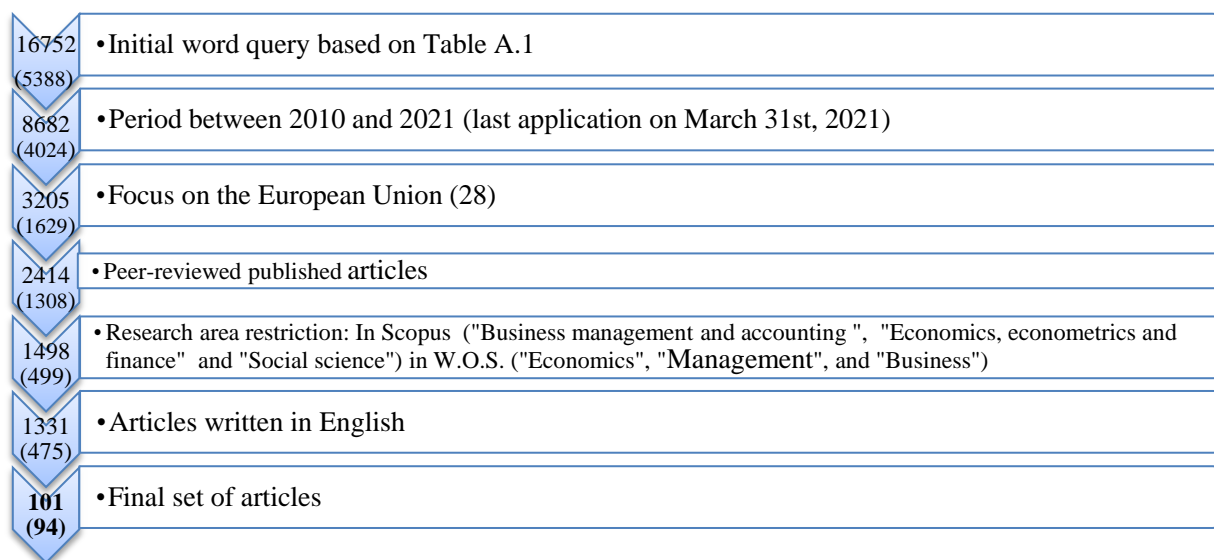 16752
(5388)
•Initial word query based on Table A.1
8682
(4024)
•Period between 2010 and 2021 (last application on March 31st, 2021)
3205
(1629)
•Focus on the European Union (28)
2414
(1308)
•Peer-reviewed published articles
1498
(499)
•Research area restriction: In Scopus ("Business management and accounting ", "Economics, econometrics and
finance" and "Social science") in W.O.S. ("Economics", "Management", and "Business")
1331
(475)
•Articles written in English
101
(94)
•Final set of articles